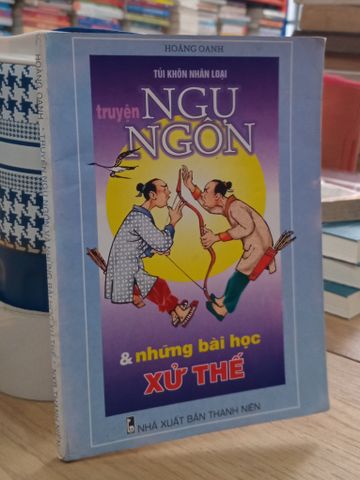 HOÀNG OANH
TÚI KHÔN NHÂN LOẠI
truyện NGỤ
NGÔN
& những bài học
XỬ THẾ
NHÀ XUẤT BẢN THANH NIÊN